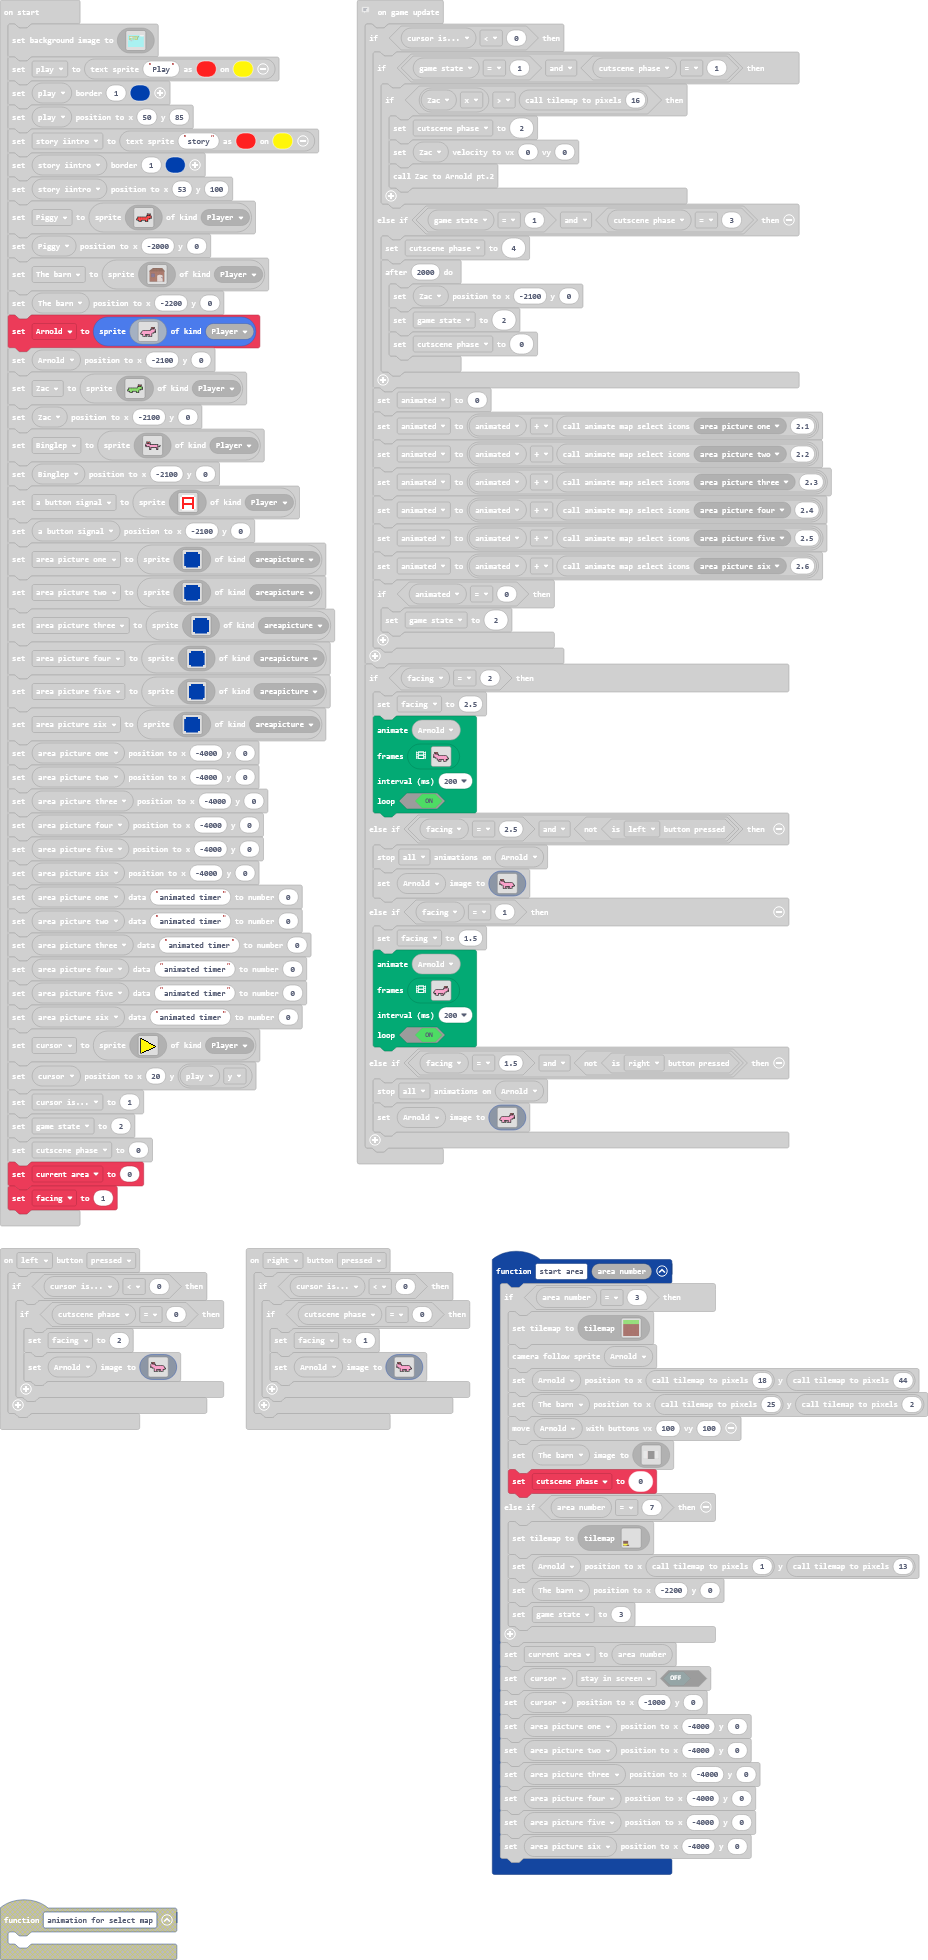 on start
set background image to
set play to text sprite "Play" as on
set play border 1
set play position to x 50 y 85
set story iintro to text sprite "story" as on
set story iintro border 1
set story iintro position to x 53 y 100
set Piggy to sprite of kind Player
set Piggy position to x -2000 y 0
set The barn to sprite of kind Player
set The barn position to x -2200 y 0
set Arnold to sprite of kind Player
set Arnold position to x -2100 y 0
set Zac to sprite of kind Player
set Zac position to x -2100 y 0
set Binglep to sprite of kind Player
set Binglep position to x -2100 y 0
set a button signal to sprite of kind Player
set a button signal position to x -2100 y 0
set area picture one to sprite of kind areapicture
set area picture two to sprite of kind areapicture
set area picture three to sprite of kind areapicture
set area picture four to sprite of kind areapicture
set area picture five to sprite of kind areapicture
set area picture six to sprite of kind areapicture
set area picture one position to x -4000 y 0
set area picture two position to x -4000 y 0
set area picture three position to x -4000 y 0
set area picture four position to x -4000 y 0
set area picture five position to x -4000 y 0
set area picture six position to x -4000 y 0
set area picture one data "animated timer" to number 0
set area picture two data "animated timer" to number 0
set area picture three data "animated timer" to number 0
set area picture four data "animated timer" to number 0
set area picture five data "animated timer" to number 0
set area picture six data "animated timer" to number 0
set cursor to sprite of kind Player
set cursor position to x 20 y play y
set cursor is... to 1
set game state to 2
set cutscene phase to 0
set current area to 0
set facing to 1
on game update
if cursor is... < 0 then
if game state = 1 and cutscene phase = 1 then
if Zac x > call tilemap to pixels 16 then
set cutscene phase to 2
set Zac velocity to vx 0 vy 0
call Zac to Arnold pt.2
else if game state = 1 and cutscene phase = 3 then
set cutscene phase to 4
after 2000 do
set Zac position to x -2100 y 0
set game state to 2
set cutscene phase to 0
set animated to 0
set animated to animated + call animate map select icons area picture one 2.1
set animated to animated + call animate map select icons area picture two 2.2
set animated to animated + call animate map select icons area picture three 2.3
set animated to animated + call animate map select icons area picture four 2.4
set animated to animated + call animate map select icons area picture five 2.5
set animated to animated + call animate map select icons area picture six 2.6
if animated = 0 then
set game state to 2
if facing = 2 then
set facing to 2.5
animate Arnold
frames
interval (ms) 200
loop ON
else if facing = 2.5 and not is left button pressed then
stop all animations on Arnold
set Arnold image to
else if facing = 1 then
set facing to 1.5
animate Arnold
frames
interval (ms) 200
loop ON
else if facing = 1.5 and not is right button pressed then
stop all animations on Arnold
set Arnold image to
on left button pressed
if cursor is... < 0 then
if cutscene phase = 0 then
set facing to 2
set Arnold image to
on right button pressed
if cursor is... < 0 then
if cutscene phase = 0 then
set facing to 1
set Arnold image to
function start area area number
if area number = 3 then
set tilemap to tilemap
camera follow sprite Arnold
set Arnold position to x call tilemap to pixels 18 y call tilemap to pixels 44
set The barn position to x call tilemap to pixels 25 y call tilemap to pixels 2
move Arnold with buttons vx 100 vy 100
set The barn image to
set cutscene phase to 0
else if area number = 7 then
set tilemap to tilemap
set Arnold position to x call tilemap to pixels 1 y call tilemap to pixels 13
set The barn position to x -2200 y 0
set game state to 3
set current area to area number
set cursor stay in screen OFF
set cursor position to x -1000 y 0
set area picture one position to x -4000 y 0
set area picture two position to x -4000 y 0
set area picture three position to x -4000 y 0
set area picture four position to x -4000 y 0
set area picture five position to x -4000 y 0
set area picture six position to x -4000 y 0
function animation for select map